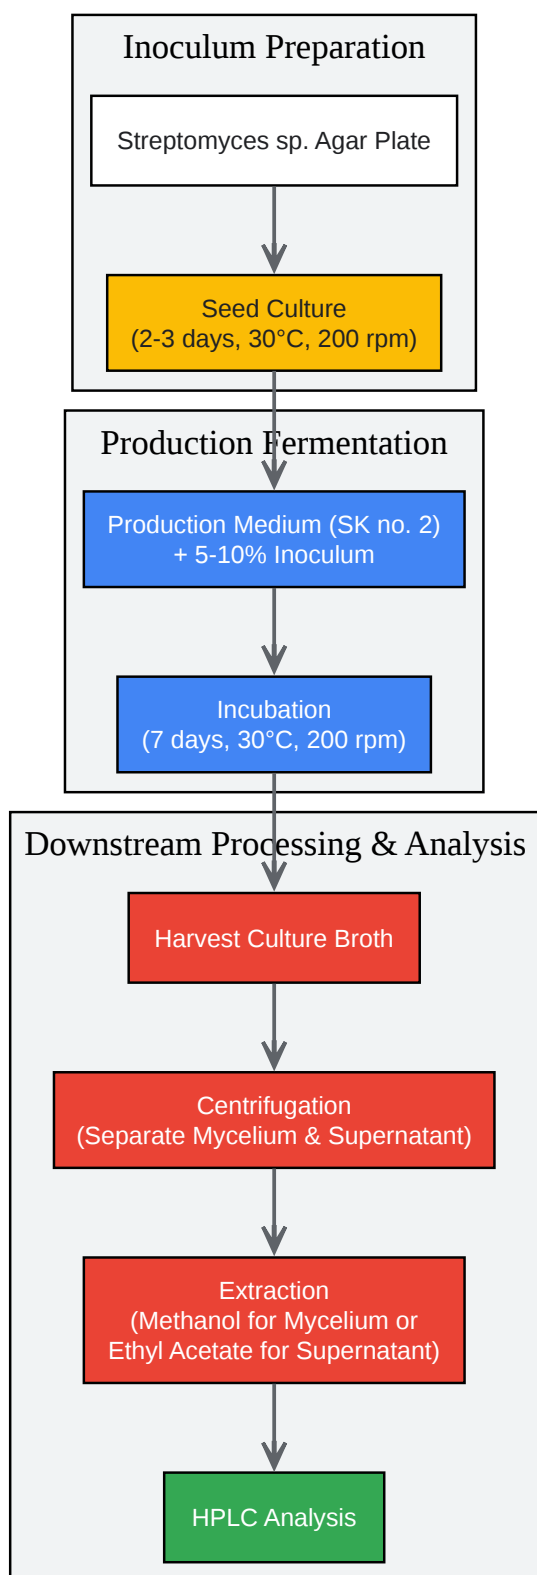 Inoculum Preparation
Streptomyces sp. Agar Plate
Seed Culture
(2-3 days, 30°C, 200 rpm)
Production Fermentation
Production Medium (SK no. 2)
+ 5-10% Inoculum
Incubation
(7 days, 30°C, 200 rpm)
Downstream Processing & Analysis
Harvest Culture Broth
Centrifugation
(Separate Mycelium & Supernatant)
Extraction
(Methanol for Mycelium or
Ethyl Acetate for Supernatant)
HPLC Analysis